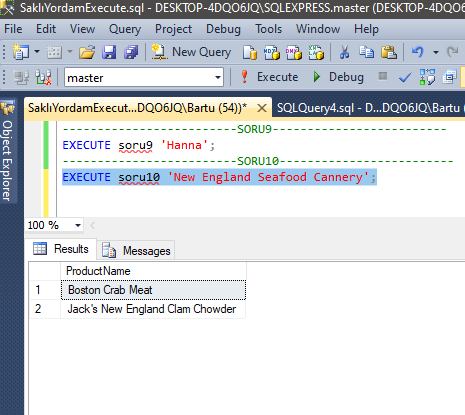 SaklıYordamExecute.sql - DESKTOP-4DQO6JQ\SQLEXPRESS.master (DESKTOP-4DQO6
File Edit View Query Project Debug Tools Window Help
New Query
master Execute Debug
SaklıYordamExecut...DQO6JQ\Bartu (54))* SQLQuery4.sql - D...DQO6JQ\Bartu (
Object Explorer
-------------------------SORU9-------------------------
EXECUTE soru9 'Hanna';
-------------------------SORU10-------------------------
EXECUTE soru10 'New England Seafood Cannery';
100 %
Results Messages
ProductName
1 Boston Crab Meat
2 Jack's New England Clam Chowder